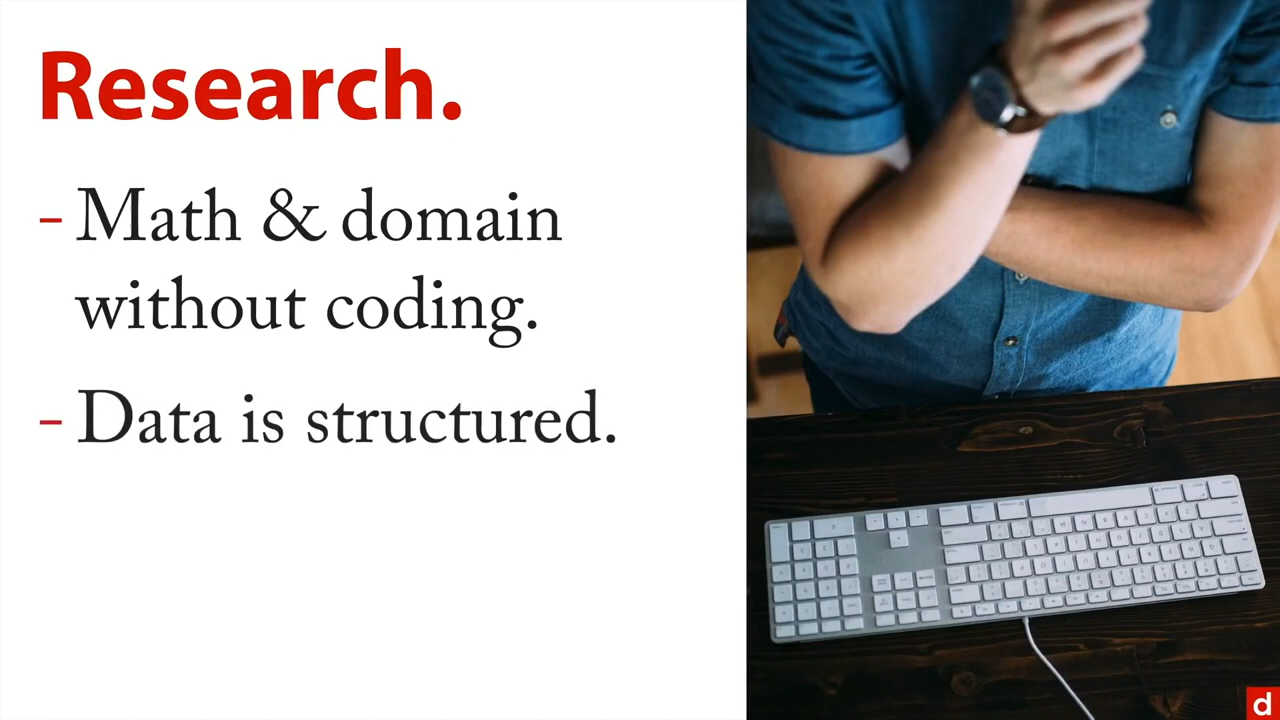 Research.
- Math & domain
without coding.
- Data is structured.
d